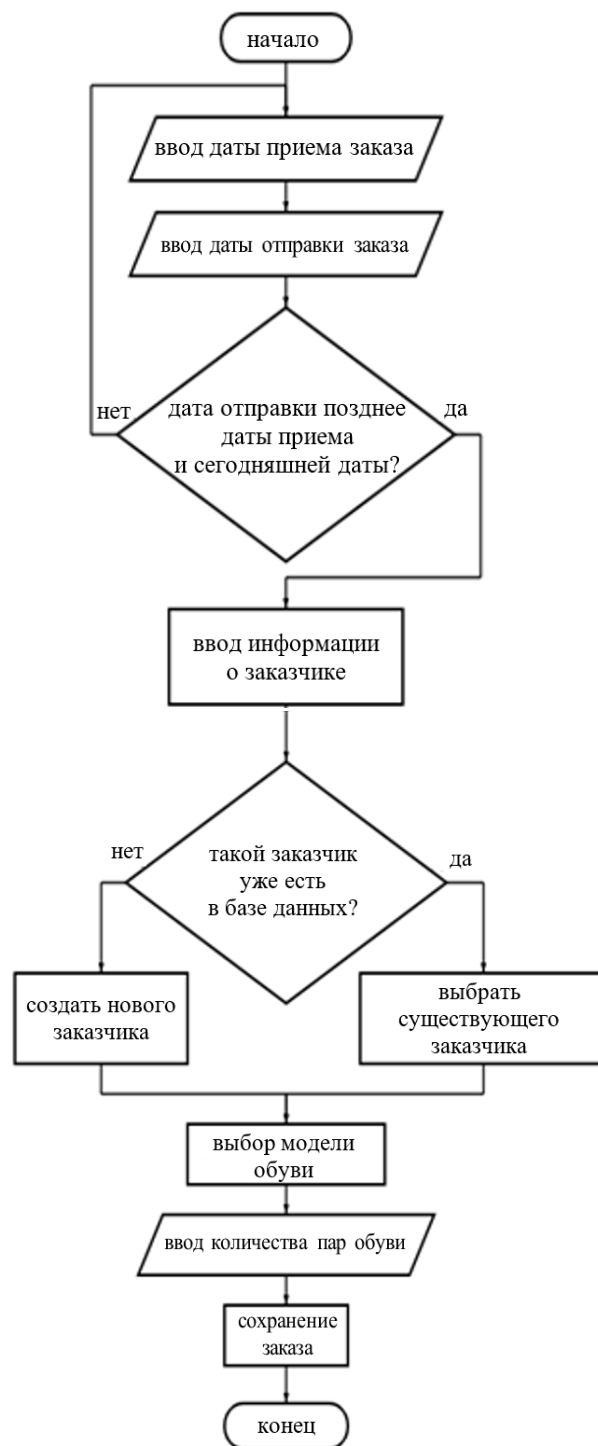 начало
ввод даты приема заказа
ввод даты отправки заказа
нет
дата отправки позднее
даты приема
и сегодняшней даты?
да
ввод информации
о заказчике
нет
такой заказчик
уже есть
в базе данных?
да
создать нового
заказчика
выбрать
существующего
заказчика
выбор модели
обуви
ввод количества пар обуви
сохранение
заказа
конец